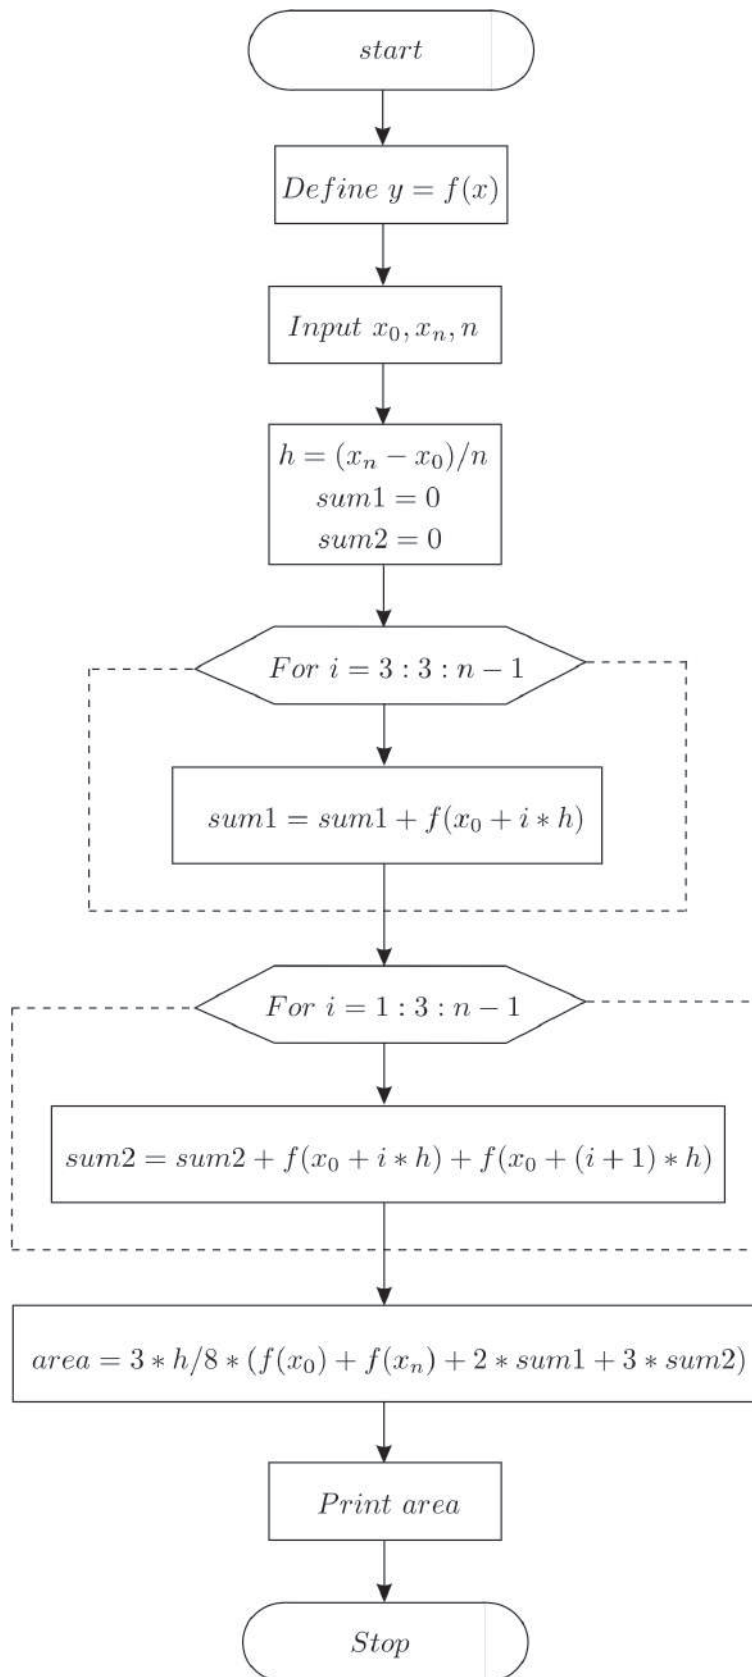 start
Define y = f(x)
Input x₀, xₙ, n
h = (xₙ − x₀)/n
sum1 = 0
sum2 = 0
For i = 3 : 3 : n − 1
sum1 = sum1 + f(x₀ + i ∗ h)
For i = 1 : 3 : n − 1
sum2 = sum2 + f(x₀ + i ∗ h) + f(x₀ + (i + 1) ∗ h)
area = 3 ∗ h/8 ∗ (f(x₀) + f(xₙ) + 2 ∗ sum1 + 3 ∗ sum2)
Print area
Stop